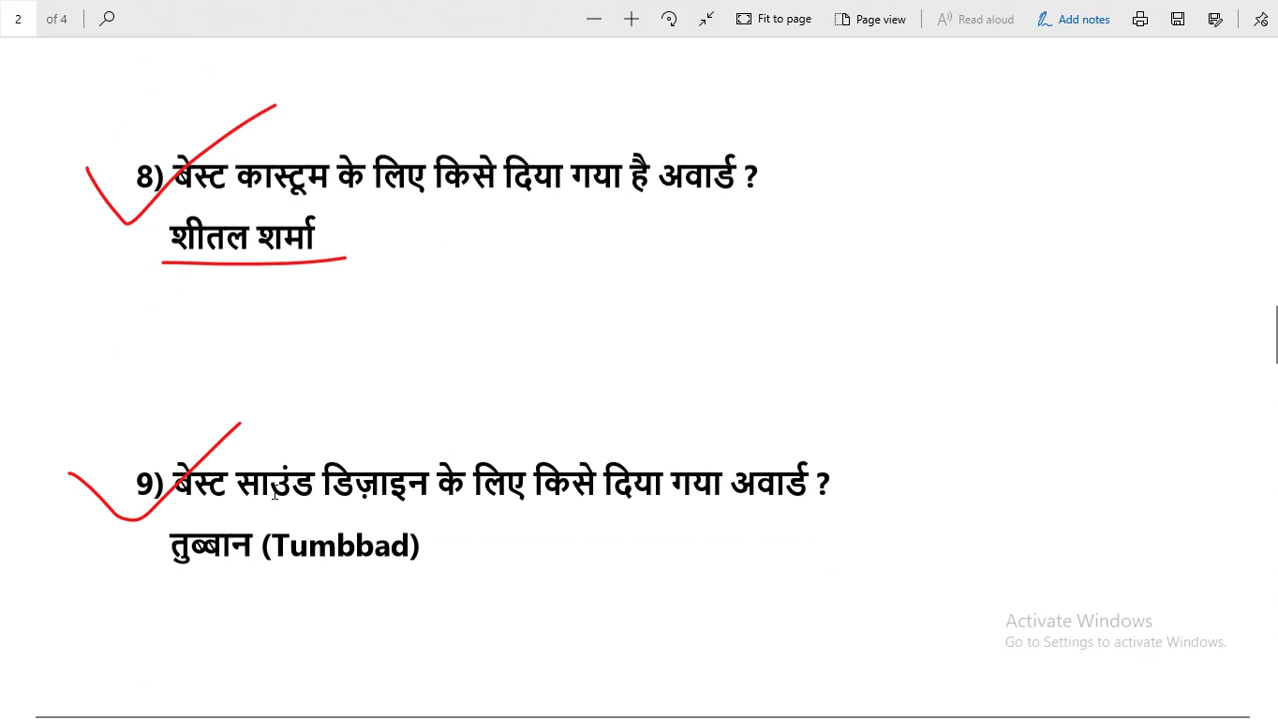 2 of 4 Fit to page Page view Read aloud Add notes
8) बेस्ट कास्टूम के लिए किसे दिया गया है अवार्ड ?
शीतल शर्मा
9) बेस्ट साउंड डिज़ाइन के लिए किसे दिया गया अवार्ड ?
तुब्बान (Tumbbad)
Activate Windows
Go to Settings to activate Windows.